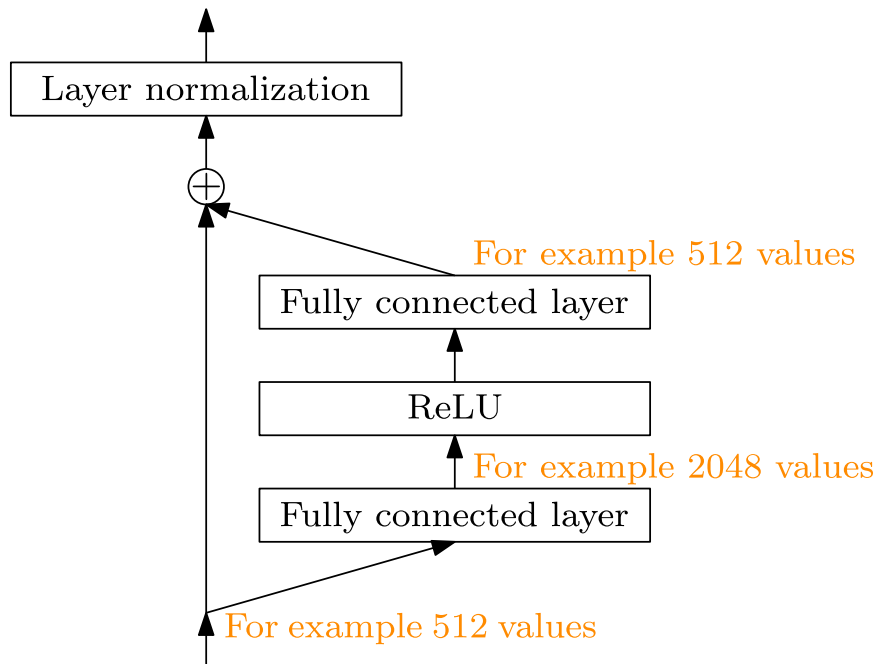 Layer normalization
For example 512 values
Fully connected layer
ReLU
For example 2048 values
Fully connected layer
For example 512 values